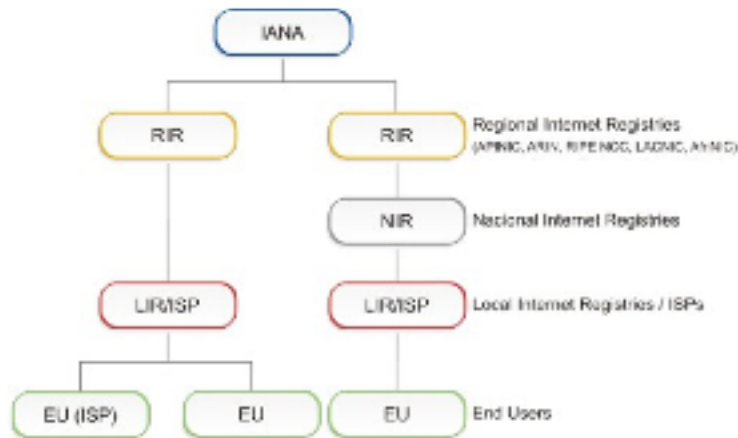 IANA
RIR
RIR
Regional Internet Registries
(APNIC, ARIN, RIPE NCC, LACNIC, AfriNIC)
NIR
Nacional Internet Registries
LIR/ISP
LIR/ISP
Local Internet Registries / ISPs
EU (ISP)
EU
EU
End Users